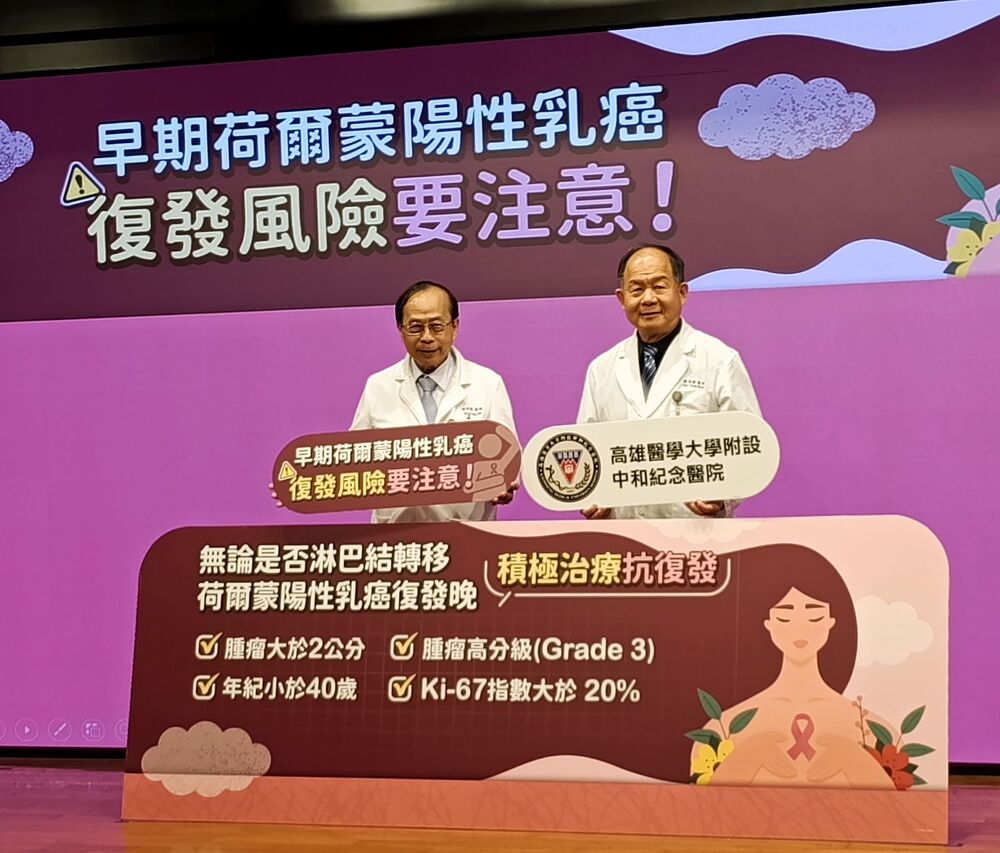 早期荷爾蒙陽性乳癌
復發風險要注意!
早期荷爾蒙陽性乳癌
復發風險要注意!
高雄醫學大學附設
中和紀念醫院
無論是否淋巴結轉移
荷爾蒙陽性乳癌復發晚
積極治療抗復發
腫瘤大於2公分
腫瘤高分級(Grade 3)
年紀小於40歲
Ki-67指數大於 20%